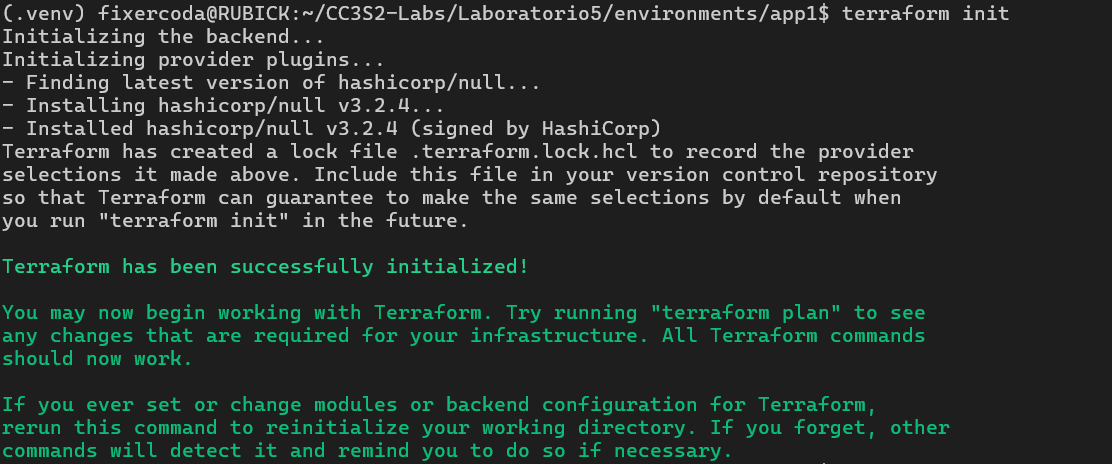 (.venv) fixercoda@RUBICK:~/CC3S2-Labs/Laboratorio5/environments/app1$ terraform init
Initializing the backend...
Initializing provider plugins...
- Finding latest version of hashicorp/null...
- Installing hashicorp/null v3.2.4...
- Installed hashicorp/null v3.2.4 (signed by HashiCorp)
Terraform has created a lock file .terraform.lock.hcl to record the provider
selections it made above. Include this file in your version control repository
so that Terraform can guarantee to make the same selections by default when
you run "terraform init" in the future.
Terraform has been successfully initialized!
You may now begin working with Terraform. Try running "terraform plan" to see
any changes that are required for your infrastructure. All Terraform commands
should now work.
If you ever set or change modules or backend configuration for Terraform,
rerun this command to reinitialize your working directory. If you forget, other
commands will detect it and remind you to do so if necessary.